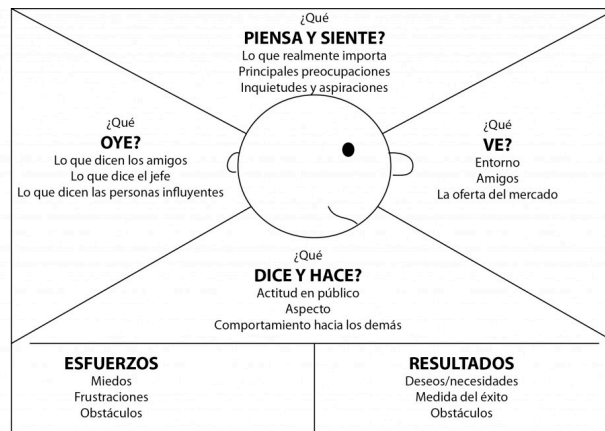 ¿Qué
PIENSA Y SIENTE?
Lo que realmente importa
Principales preocupaciones
Inquietudes y aspiraciones
¿Qué
OYE?
Lo que dicen los amigos
Lo que dice el jefe
Lo que dicen las personas influyentes
¿Qué
VE?
Entorno
Amigos
La oferta del mercado
¿Qué
DICE Y HACE?
Actitud en público
Aspecto
Comportamiento hacia los demás
ESFUERZOS
Miedos
Frustraciones
Obstáculos
RESULTADOS
Deseos/necesidades
Medida del éxito
Obstáculos